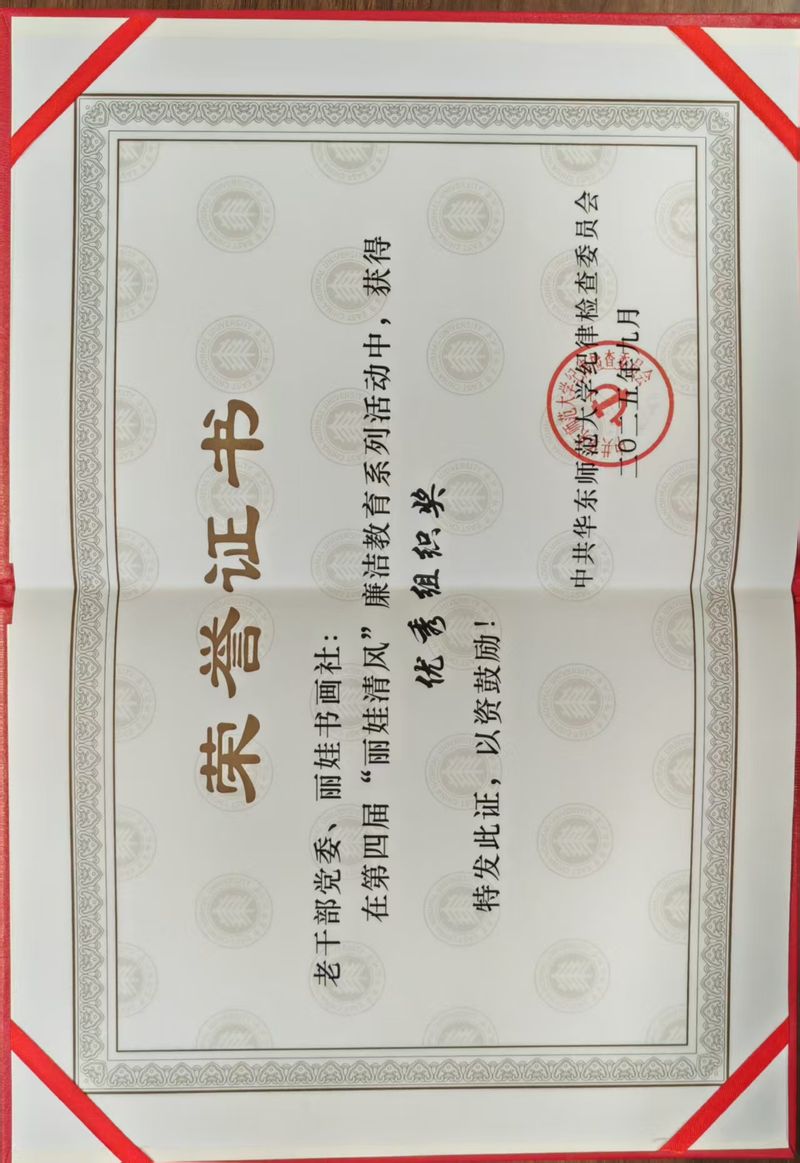 荣誉证书
老干部党委、丽娃书画社：
在第四届“丽娃清风”廉洁教育系列活动中，获得
优秀组织奖
特发此证，以资鼓励！
中共华东师范大学纪律检查委员会
二〇二五年九月